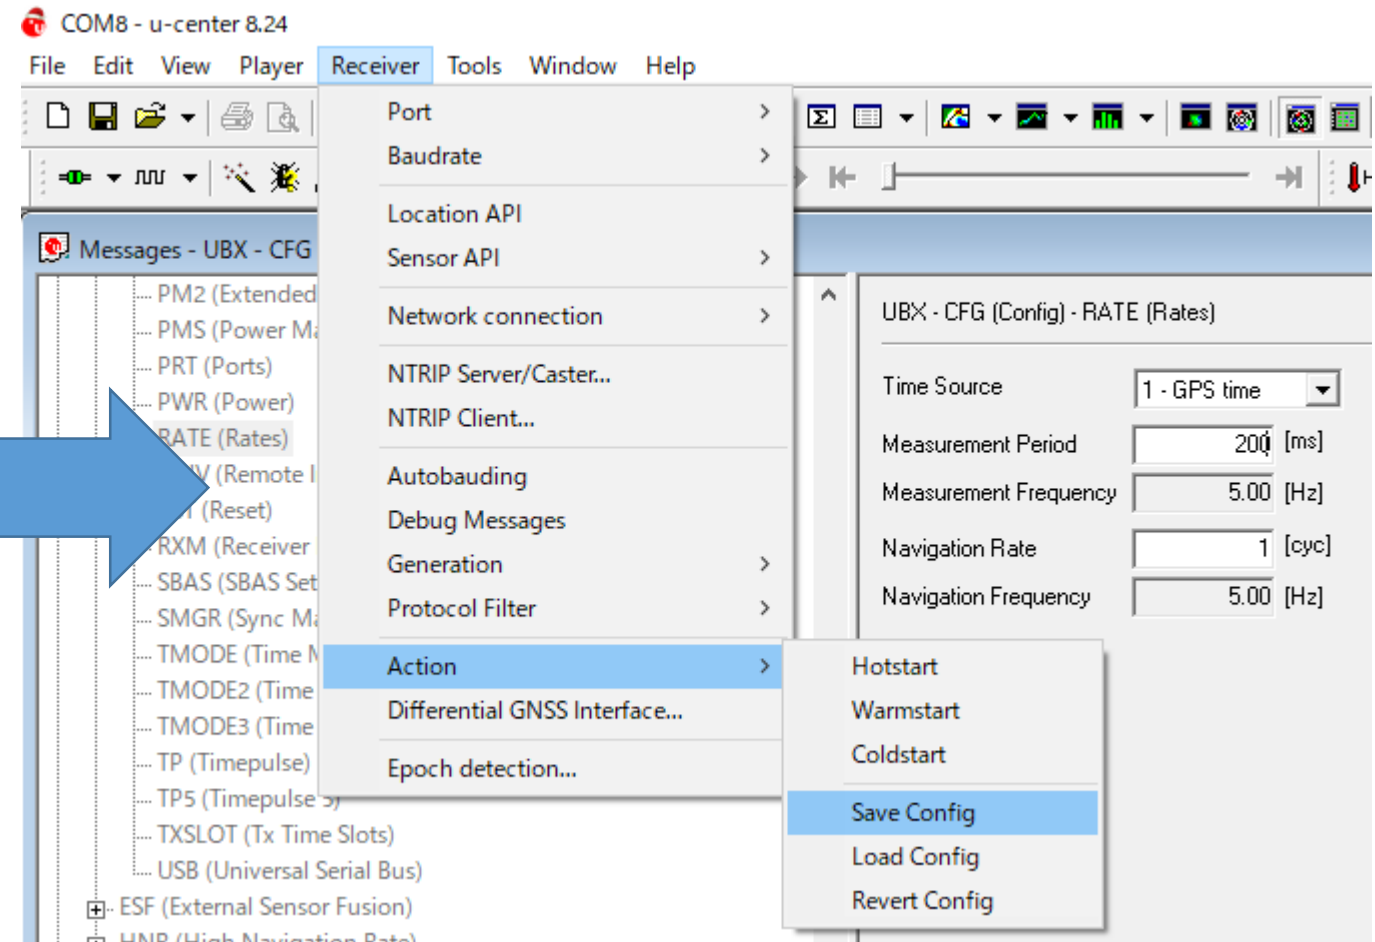 COM8 - u-center 8.24
File Edit View Player Receiver Tools Window Help
Messages - UBX - CFG
PM2 (Extended
PMS (Power Ma
PRT (Ports)
PWR (Power)
RATE (Rates)
(Remote I
(Reset)
RXM (Receiver
SBAS (SBAS Set
SMGR (Sync Ma
TMODE (Time M
TMODE2 (Time
TMODE3 (Time
TP (Timepulse)
TP5 (Timepulse 5)
TXSLOT (Tx Time Slots)
USB (Universal Serial Bus)
ESF (External Sensor Fusion)
HNR (High Navigation Rate)
Port
Baudrate
Location API
Sensor API
Network connection
NTRIP Server/Caster...
NTRIP Client...
Autobauding
Debug Messages
Generation
Protocol Filter
Action
Differential GNSS Interface...
Epoch detection...
Hotstart
Warmstart
Coldstart
Save Config
Load Config
Revert Config
UBX - CFG (Config) - RATE (Rates)
Time Source 1 - GPS time
Measurement Period 200 [ms]
Measurement Frequency 5.00 [Hz]
Navigation Rate 1 [cyc]
Navigation Frequency 5.00 [Hz]